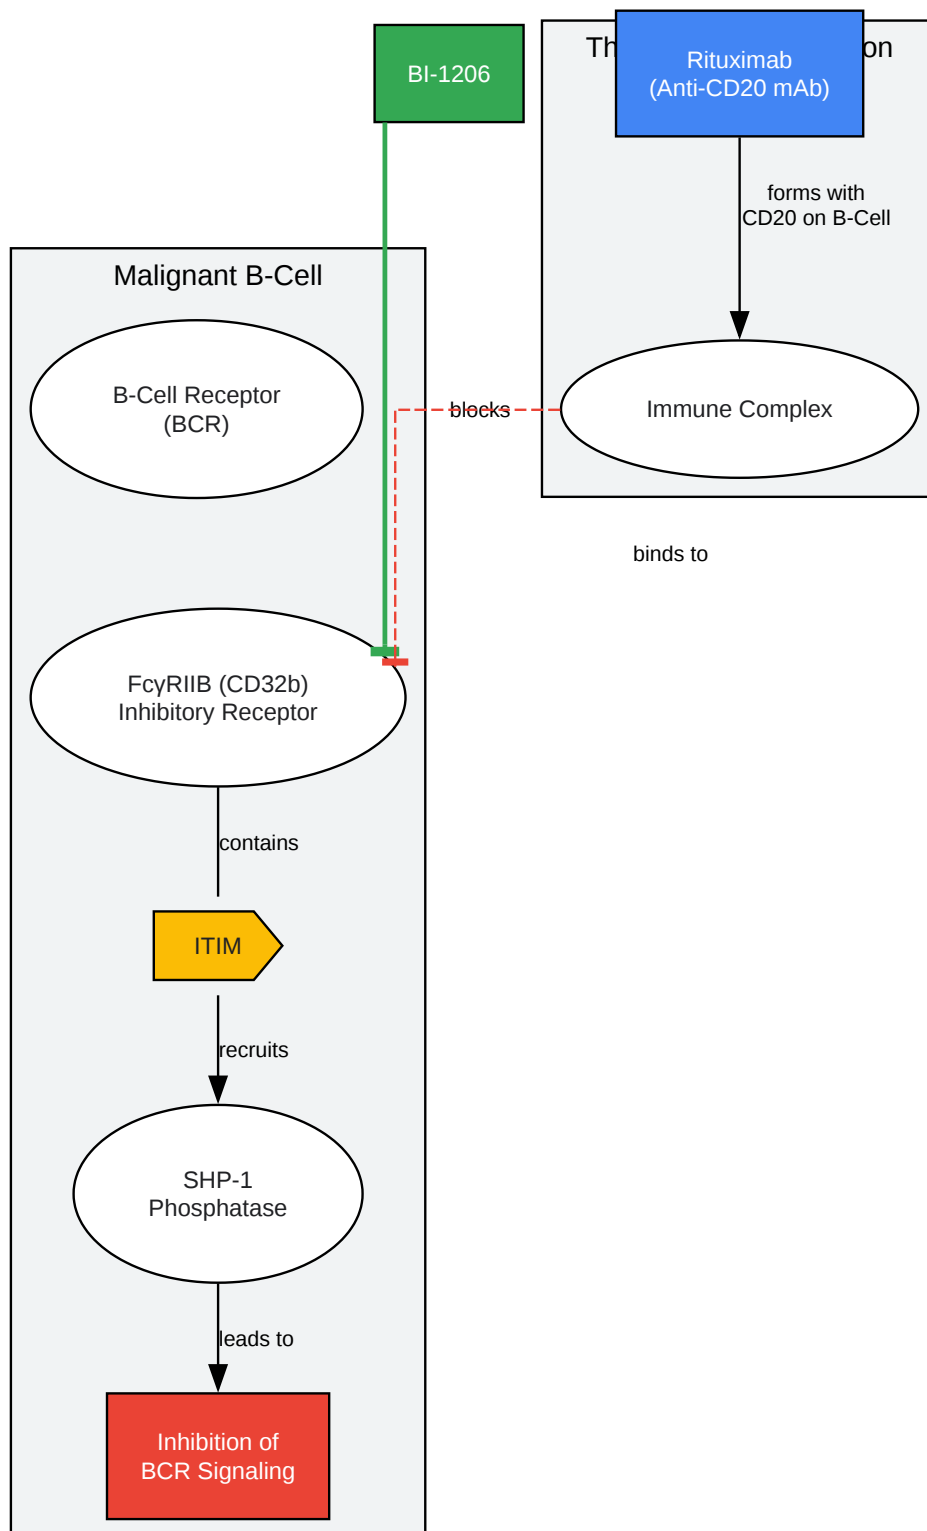 BI-1206
Th
on
Rituximab
(Anti-CD20 mAb)
forms with
CD20 on B-Cell
Malignant B-Cell
B-Cell Receptor
(BCR)
blocks
Immune Complex
binds to
FcγRIIB (CD32b)
Inhibitory Receptor
contains
ITIM
recruits
SHP-1
Phosphatase
leads to
Inhibition of
BCR Signaling